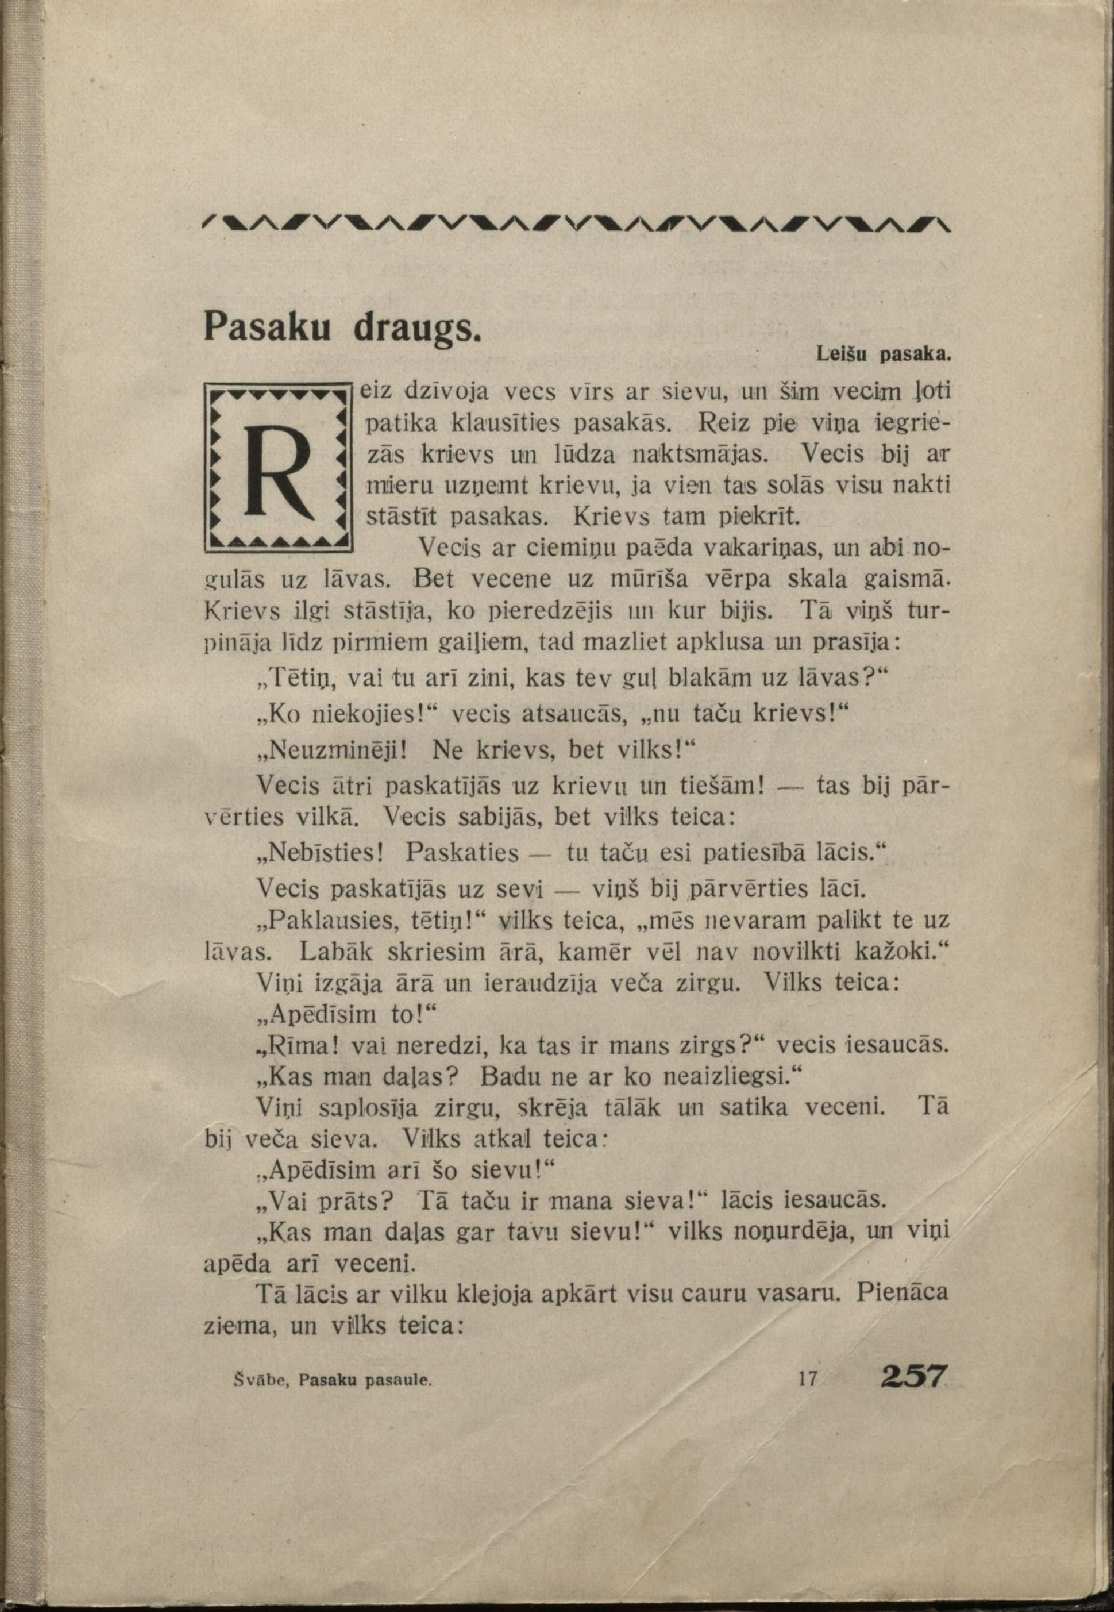 Pasaku draugs.
Leišu pasaka.
Reiz dzīvoja vecs vīrs ar sievu, un šim vecim ļoti
patika klausīties pasakās. Reiz pie viņa iegrie-
zās krievs un lūdza naktsmājas. Vecis bij ar
mieru uzņemt krievu, ja vien tas solās visu nakti
stāstīt pasakas. Krievs tam piekrīt.
Vecis ar ciemiņu paēda vakariņas, un abi no-
gulās uz lāvas. Bet vecene uz mūrīša vērpa skala gaismā.
Krievs ilgi stāstīja, ko pieredzējis un kur bijis. Tā viņš tur-
pināja līdz pirmiem gaiļiem, tad mazliet apklusa un prasīja:
„Tētiņ, vai tu arī zini, kas tev guļ blakām uz lāvas?“
„Ko niekojies!“ vecis atsaucās, „nu taču krievs!“
„Neuzminēji! Ne krievs, bet vilks!“
Vecis ātri paskatījās uz krievu un tiešām! — tas bij pār-
vērties vilkā. Vecis sabijās, bet vilks teica:
„Nebīsties! Paskaties — tu taču esi patiesībā lācis.“
Vecis paskatījās uz sevi — viņš bij pārvērties lācī.
„Paklausies, tētiņ!“ vilks teica, „mēs nevaram palikt te uz
lāvas. Labāk skriesim ārā, kamēr vēl nav novilkti kažoki.“
Viņi izgāja ārā un ieraudzīja veča zirgu. Vilks teica:
„Apēdīsim to!“
„Rīma! vai neredzi, ka tas ir mans zirgs?“ vecis iesaucās.
„Kas man daļas? Badu ne ar ko neaizliegsi.“
Viņi saplosīja zirgu, skrēja tālāk un satika veceni. Tā
bij veča sieva. Vilks atkal teica:
„Apēdīsim arī šo sievu!“
„Vai prāts? Tā taču ir mana sieva!“ lācis iesaucās.
„Kas man daļas gar tavu sievu!“ vilks noņurdēja, un viņi
apēda arī veceni.
Tā lācis ar vilku klejoja apkārt visu cauru vasaru. Pienāca
ziema, un vilks teica:
Švābe, Pasaku pasaule. 17 257